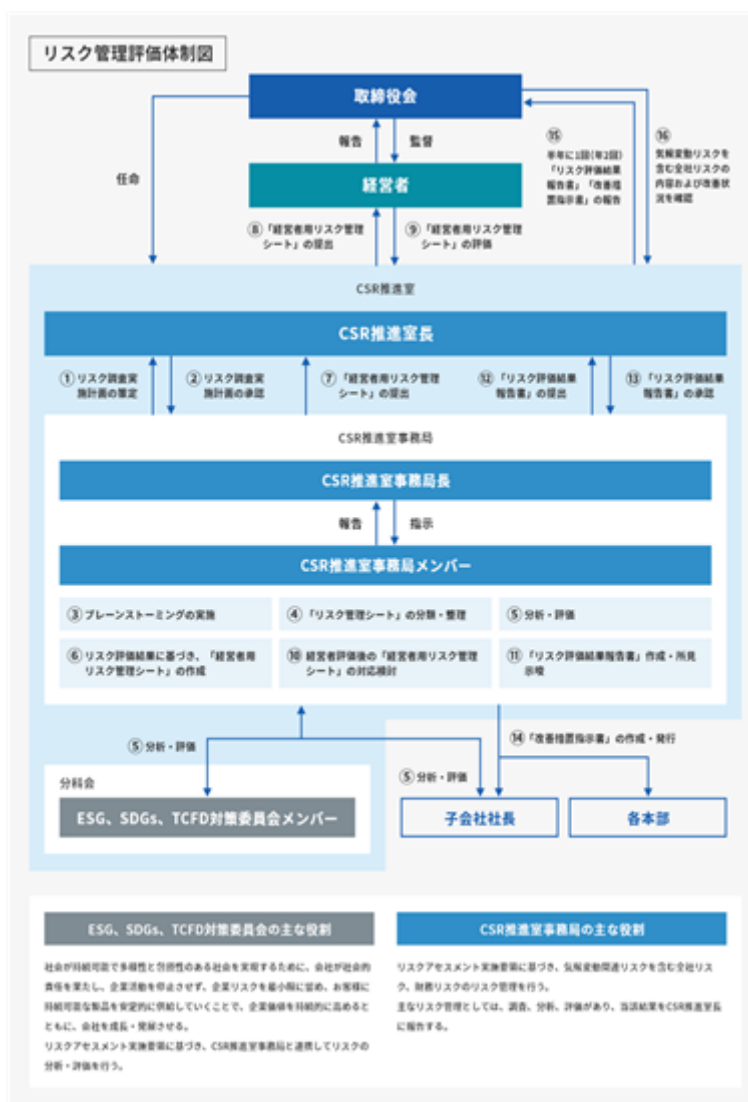 リスク管理評価体制図
取締役会
報告
監督
任命
経営者
⑮
半年に1回(年2回)
「リスク評価結果
報告書」「改善措
置指示書」の報告
⑯
気候変動リスクを
含む全社リスクの
内容および改善状
況を確認
⑧「経営者用リスク管理
シート」の提出
⑨「経営者用リスク管理
シート」の評価
CSR推進室
CSR推進室長
①リスク調査実
施計画の策定
②リスク調査実
施計画の承認
⑦「経営者用リスク管理
シート」の提出
⑫「リスク評価結果
報告書」の提出
⑬「リスク評価結果
報告書」の承認
CSR推進室事務局
CSR推進室事務局長
報告
指示
CSR推進室事務局メンバー
③ブレーンストーミングの実施
④「リスク管理シート」の分類・整理
⑤分析・評価
⑥リスク評価結果に基づき、「経営者用
リスク管理シート」の作成
⑩経営者評価後の「経営者用リスク管理
シート」の対応検討
⑪「リスク評価結果報告書」作成・所見
示唆
⑤分析・評価
⑭「改善措置指示書」の作成・発行
分科会
⑤分析・評価
ESG、SDGs、TCFD対策委員会メンバー
子会社社長
各本部
ESG、SDGs、TCFD対策委員会の主な役割
社会が持続可能で多様性と包摂性のある社会を実現するために、会社が社会的
責任を果たし、企業活動を停止させず、企業リスクを最小限に留め、お客様に
持続可能な製品を安定的に供給していくことで、企業価値を持続的に高めると
ともに、会社を成長・発展させる。
リスクアセスメント実施要領に基づき、CSR推進室事務局と連携してリスクの
分析・評価を行う。
CSR推進室事務局の主な役割
リスクアセスメント実施要領に基づき、気候変動関連リスクを含む全社リス
ク、財務リスクのリスク管理を行う。
主なリスク管理としては、調査、分析、評価があり、当該結果をCSR推進室長
に報告する。